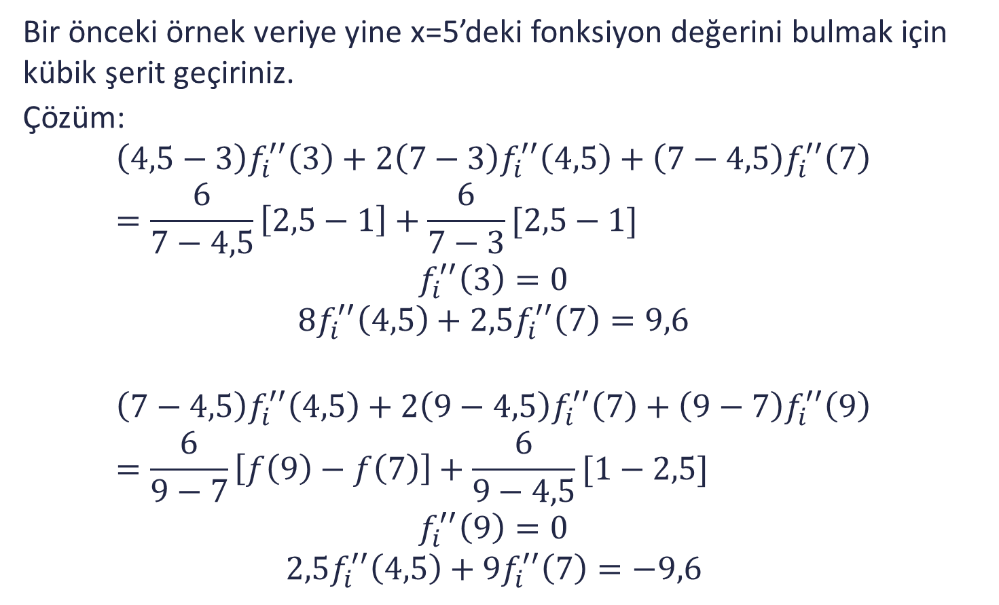 Bir önceki örnek veriye yine x=5’deki fonksiyon değerini bulmak için
kübik şerit geçiriniz.
Çözüm:
(4,5 − 3)f_i′′(3) + 2(7 − 3)f_i′′(4,5) + (7 − 4,5)f_i′′(7)
= 6/(7 − 4,5) [2,5 − 1] + 6/(7 − 3) [2,5 − 1]
f_i′′(3) = 0
8f_i′′(4,5) + 2,5f_i′′(7) = 9,6
(7 − 4,5)f_i′′(4,5) + 2(9 − 4,5)f_i′′(7) + (9 − 7)f_i′′(9)
= 6/(9 − 7) [f(9) − f(7)] + 6/(9 − 4,5) [1 − 2,5]
f_i′′(9) = 0
2,5f_i′′(4,5) + 9f_i′′(7) = −9,6